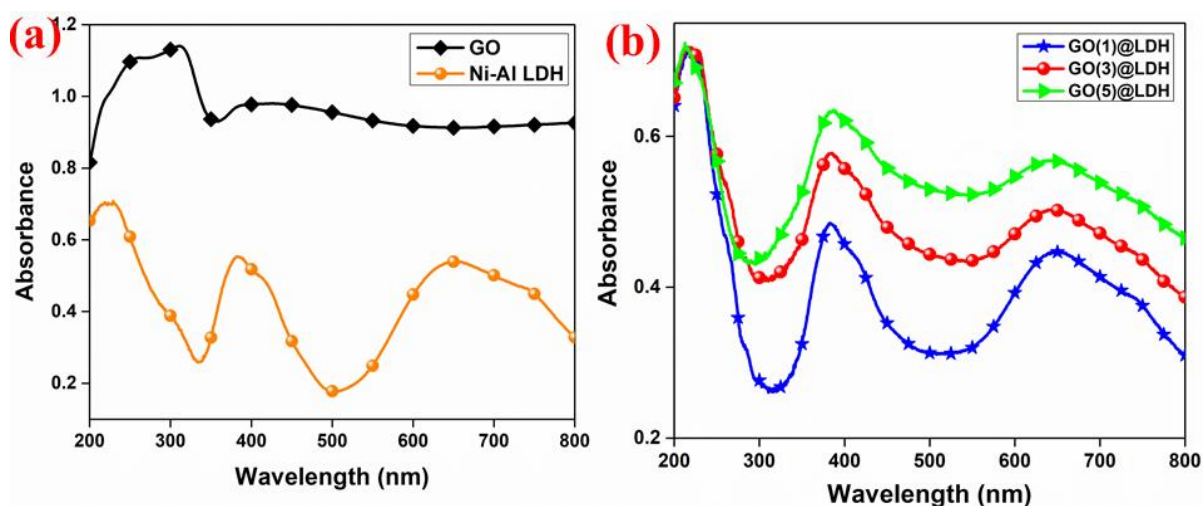 (a)
GO
Ni-Al LDH
1.2
1.0
0.8
0.6
0.4
0.2
Absorbance
200 300 400 500 600 700 800
Wavelength (nm)
(b)
GO(1)@LDH
GO(3)@LDH
GO(5)@LDH
0.6
0.4
0.2
Absorbance
200 300 400 500 600 700 800
Wavelength (nm)